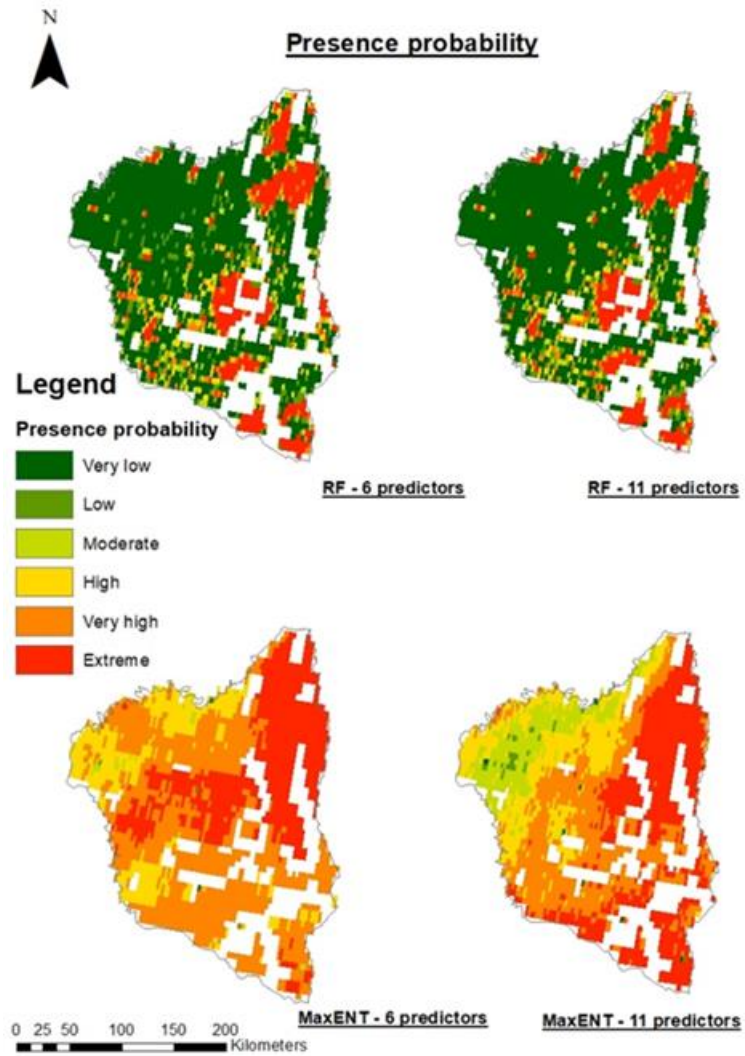 N
Presence probability
RF - 6 predictors
RF - 11 predictors
Legend
Presence probability
Very low
Low
Moderate
High
Very high
Extreme
MaxENT - 6 predictors
MaxENT - 11 predictors
0 25 50 100 150 200
Kilometers